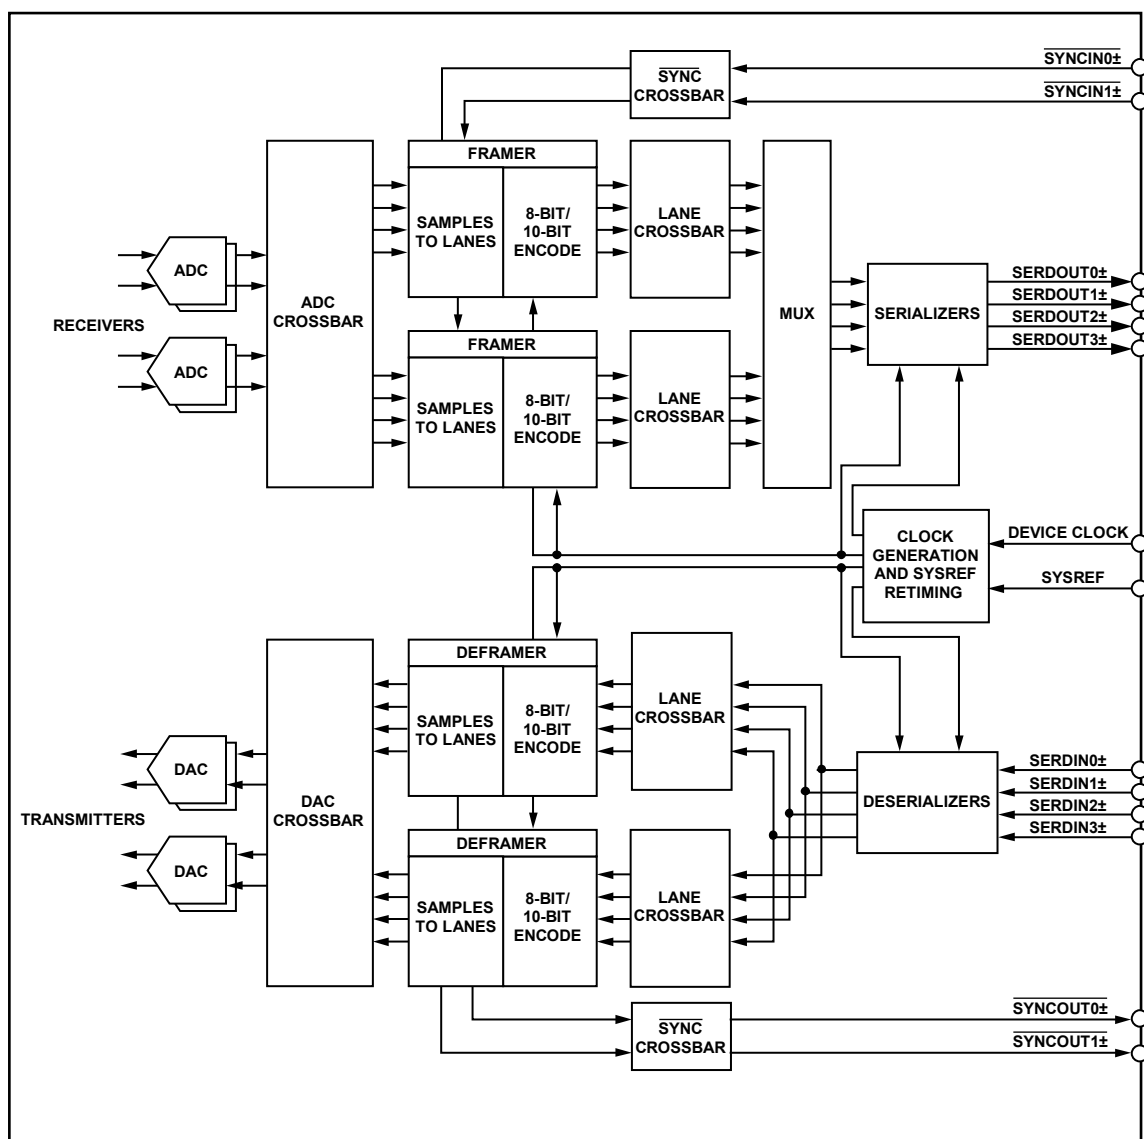 SYNCIN0±
SYNC
CROSSBAR
SYNCIN1±
FRAMER
SAMPLES
TO LANES
8-BIT/
10-BIT
ENCODE
LANE
CROSSBAR
ADC
ADC
CROSSBAR
MUX
SERIALIZERS
SERDOUT0±
SERDOUT1±
SERDOUT2±
SERDOUT3±
RECEIVERS
ADC
FRAMER
SAMPLES
TO LANES
8-BIT/
10-BIT
ENCODE
LANE
CROSSBAR
CLOCK
GENERATION
AND SYSREF
RETIMING
DEVICE CLOCK
SYSREF
DEFRAMER
SAMPLES
TO LANES
8-BIT/
10-BIT
ENCODE
LANE
CROSSBAR
DAC
DAC
CROSSBAR
TRANSMITTERS
DAC
DESERIALIZERS
SERDIN0±
SERDIN1±
SERDIN2±
SERDIN3±
DEFRAMER
SAMPLES
TO LANES
8-BIT/
10-BIT
ENCODE
LANE
CROSSBAR
SYNC
CROSSBAR
SYNCOUT0±
SYNCOUT1±